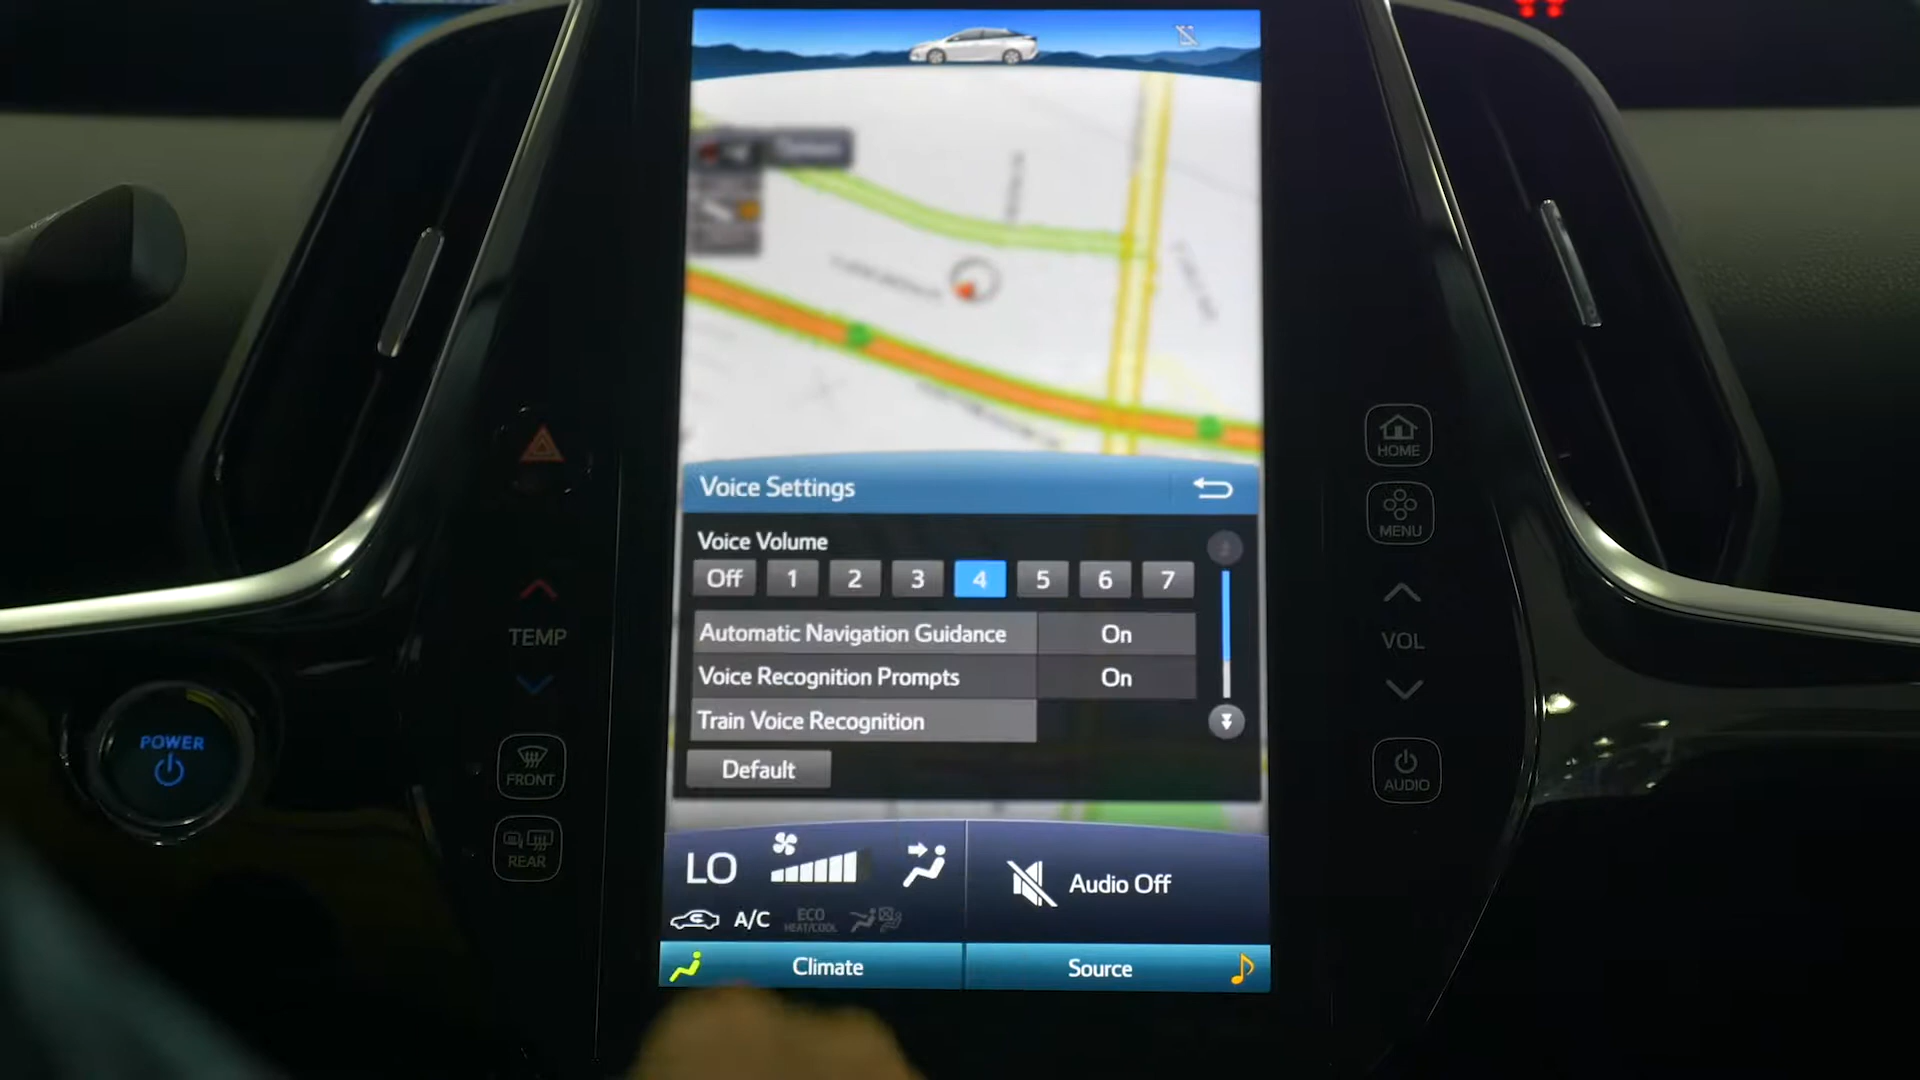 Voice Settings
Voice Volume
Off 1 2 3 4 5 6 7
Automatic Navigation Guidance On
Voice Recognition Prompts On
Train Voice Recognition
Default
LO
A/C ECO
HEAT/COOL
Audio Off
Climate
Source
TEMP
POWER
FRONT
REAR
HOME
MENU
VOL
AUDIO